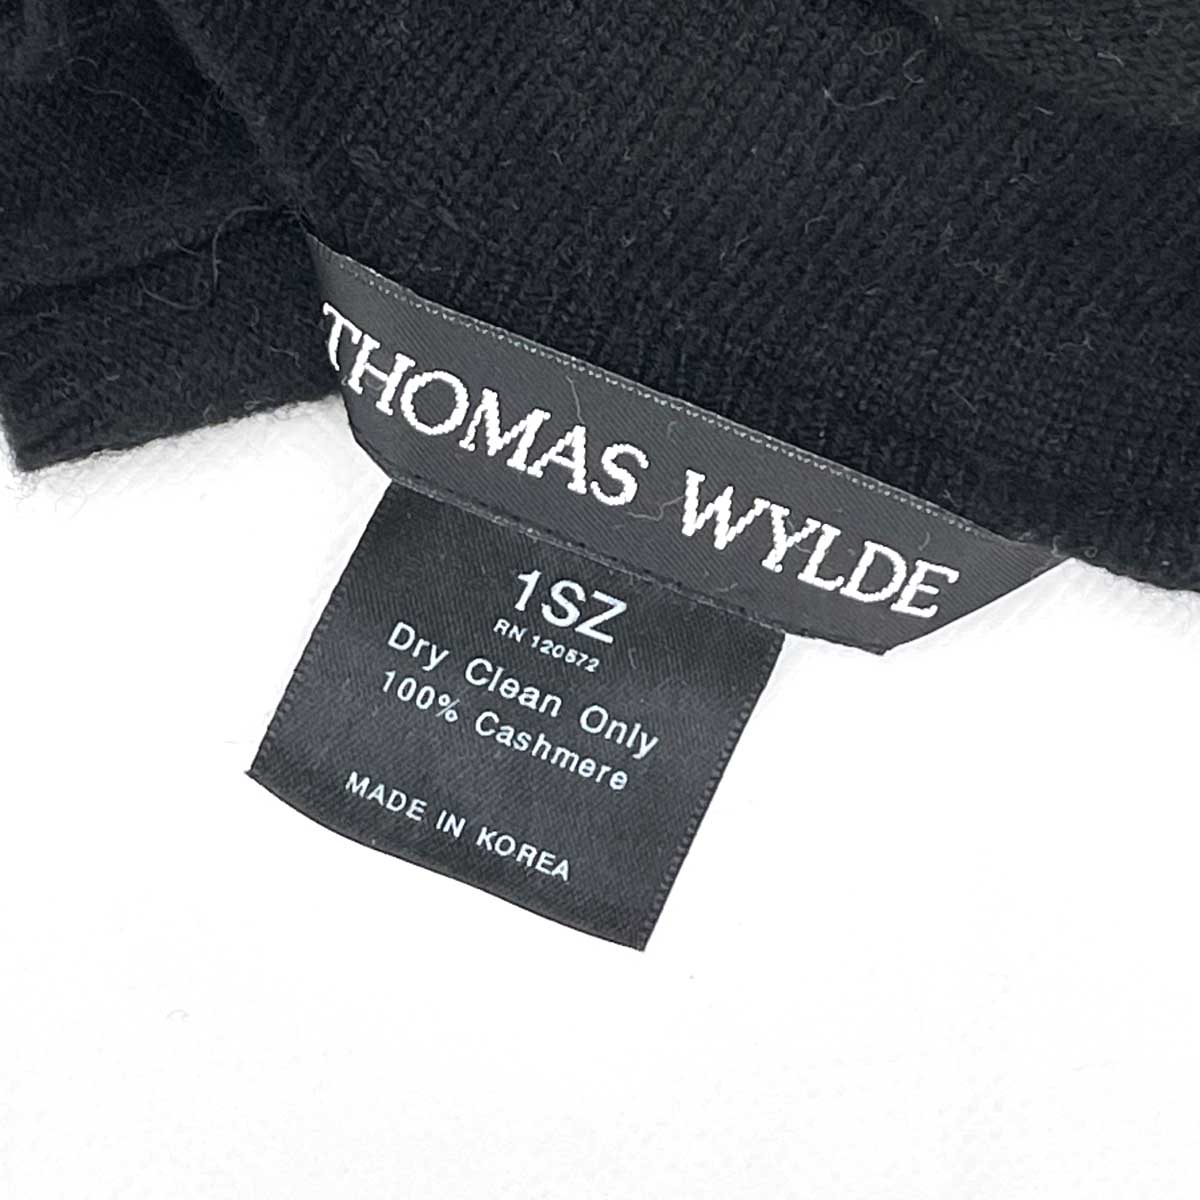 THOMAS WYLDE
1SZ
RN 120572
Dry Clean Only
100% Cashmere
MADE IN KOREA